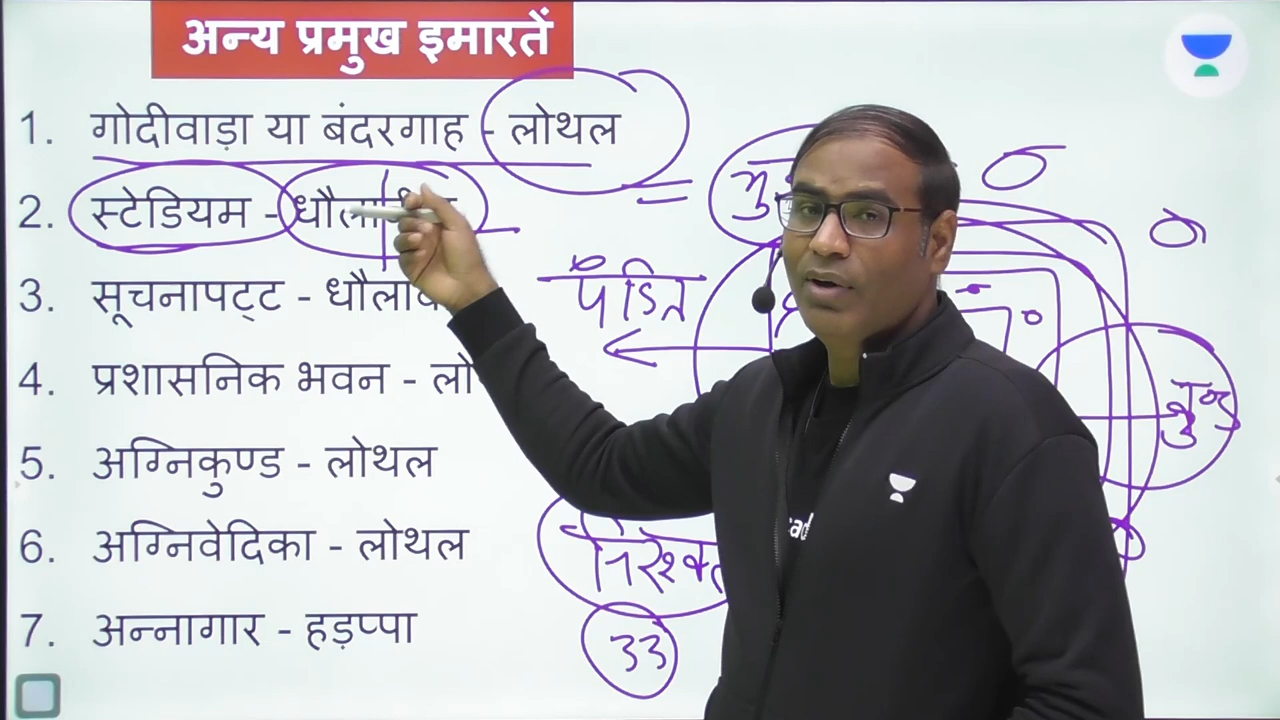 अन्य प्रमुख इमारतें
1. गोदीवाड़ा या बंदरगाह - लोथल
2. स्टेडियम -
3. सूचनापट्ट -
4. प्रशासनिक भवन -
5. अग्निकुण्ड - लोथल
6. अग्निवेदिका - लोथल
7. अन्नागार - हड़प्पा
पंडित
33